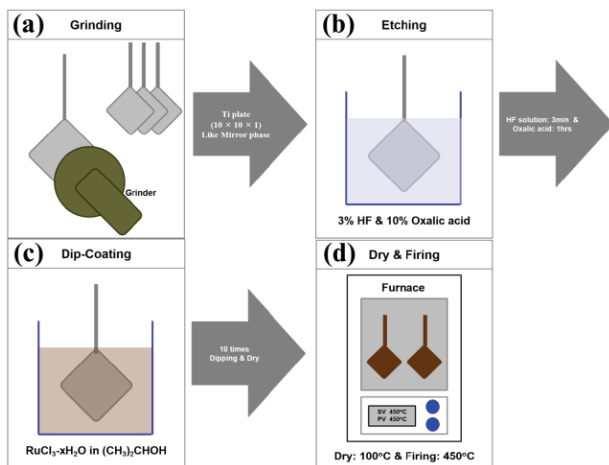 (a)
Grinding
Grinder
Ti plate
(10 × 10 × 1)
Like Mirror phase
(b)
Etching
3% HF & 10% Oxalic acid
HF solution: 3min &
Oxalic acid: 1hrs
(c)
Dip-Coating
RuCl₃-xH₂O in (CH₃)₂CHOH
10 times
Dipping & Dry
(d)
Dry & Firing
Furnace
SV 450°C
PV 450°C
Dry: 100°C & Firing: 450°C